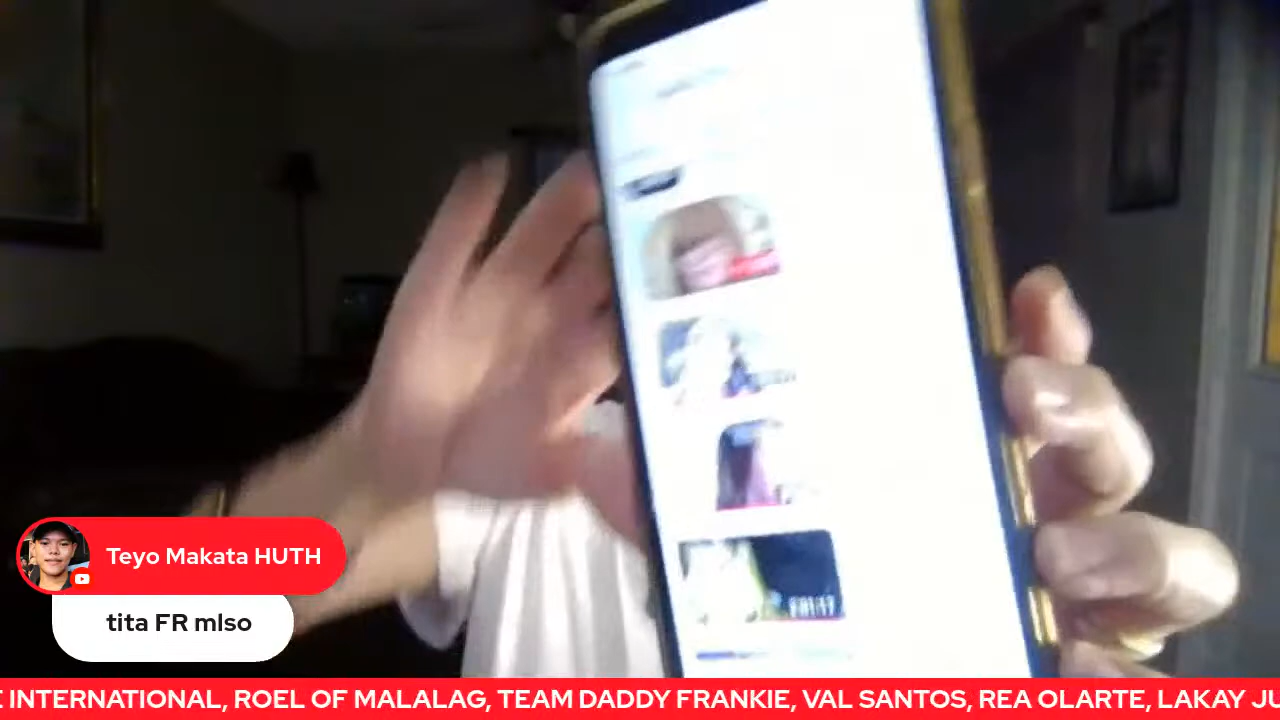 Teyo Makata HUTH
tita FR mlso
E INTERNATIONAL, ROEL OF MALALAG, TEAM DADDY FRANKIE, VAL SANTOS, REA OLARTE, LAKAY JU